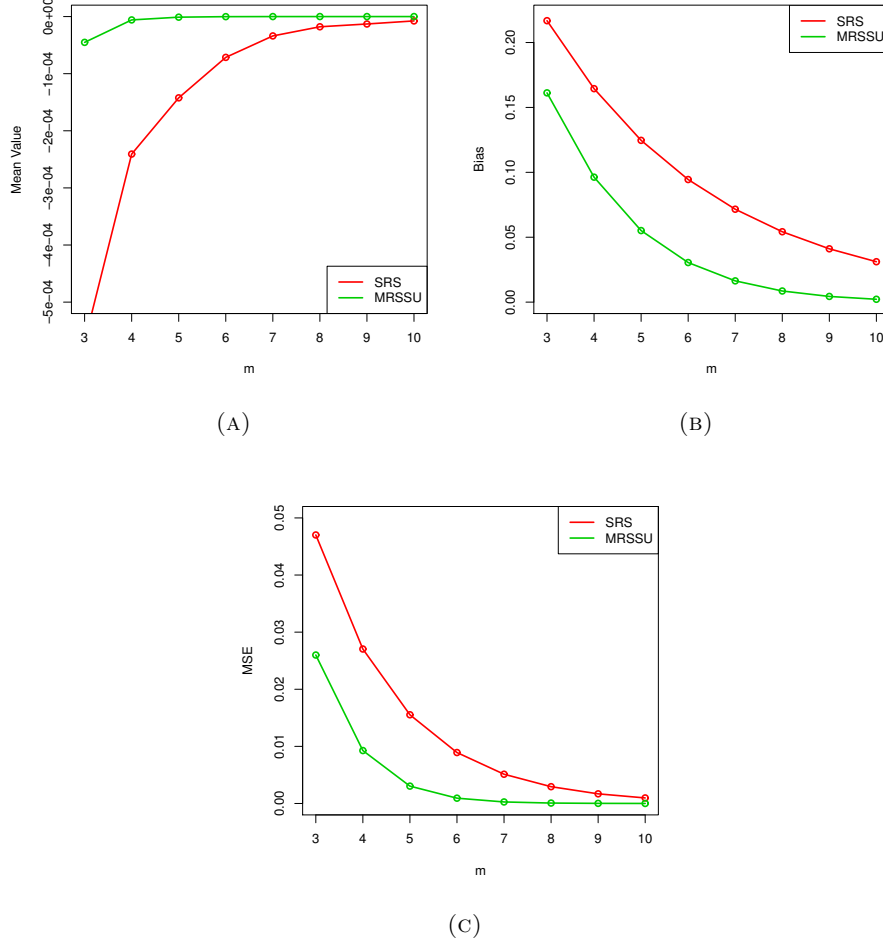 Mean Value
0e+00
-1e-04
-2e-04
-3e-04
-4e-04
-5e-04
SRS
MRSSU
3 4 5 6 7 8 9 10
m
(A)
Bias
0.20
0.15
0.10
0.05
0.00
SRS
MRSSU
3 4 5 6 7 8 9 10
m
(B)
MSE
0.05
0.04
0.03
0.02
0.01
0.00
SRS
MRSSU
3 4 5 6 7 8 9 10
m
(C)